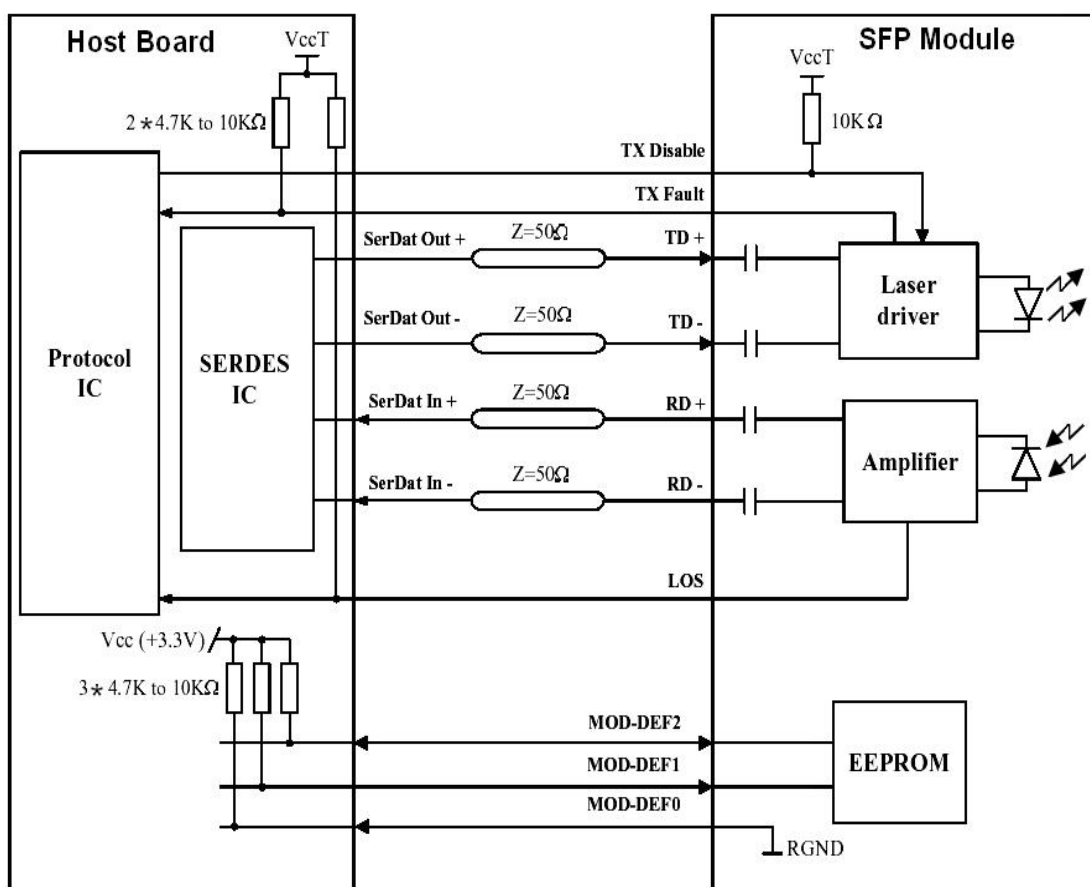 Host Board
SFP Module
VccT
VccT
2*4.7K to 10KΩ
10KΩ
TX Disable
TX Fault
SerDat Out +
Z=50Ω
TD +
Laser
driver
SerDat Out -
Z=50Ω
TD -
Protocol
IC
SERDES
IC
SerDat In +
Z=50Ω
RD +
Amplifier
SerDat In -
Z=50Ω
RD -
LOS
Vcc (+3.3V)
3*4.7K to 10KΩ
MOD-DEF2
EEPROM
MOD-DEF1
MOD-DEF0
RGND